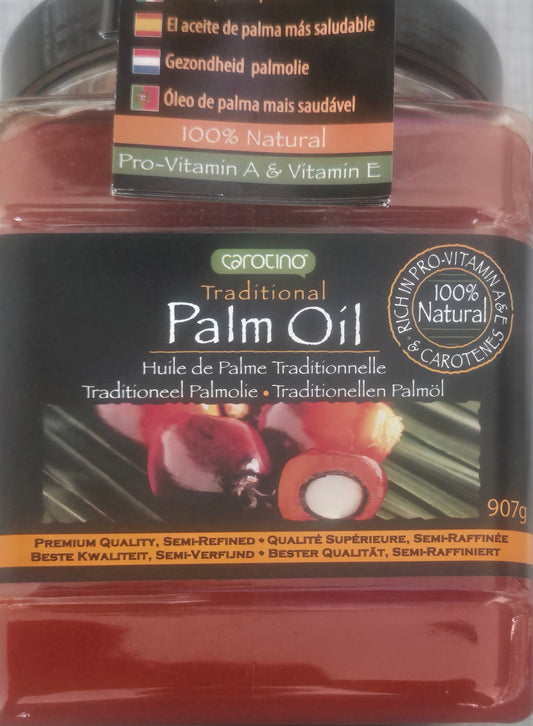 El aceite de palma más saludable
Gezondheid palmolie
Óleo de palma mais saudável
100% Natural
Pro-Vitamin A & Vitamin E
carotino
Traditional
Palm Oil
Huile de Palme Traditionnelle
Traditioneel Palmolie • Traditionellen Palmöl
RICH IN PRO-VITAMIN A & E
& CAROTENES
100%
Natural
907g
PREMIUM QUALITY, SEMI-REFINED • QUALITÉ SUPÉRIEURE, SEMI-RAFFINÉE
BESTE KWALITEIT, SEMI-VERFIJND • BESTER QUALITÄT, SEMI-RAFFINIERT